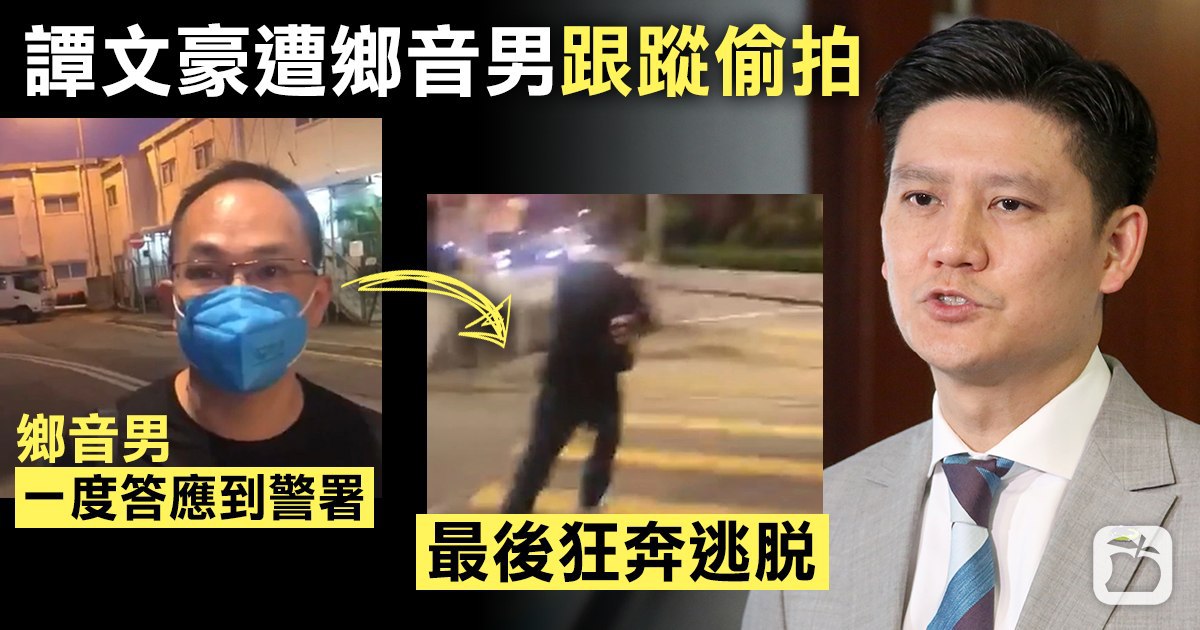 譚文豪遭鄉音男跟蹤偷拍
鄉音男
一度答應到警署
最後狂奔逃脱